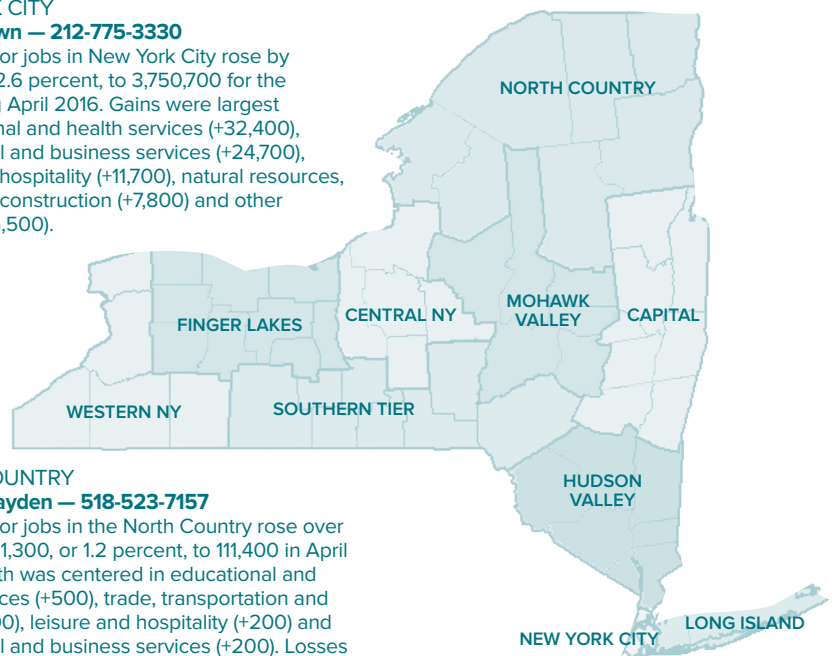 CITY
— 212-775-3330
or jobs in New York City rose by
2.6 percent, to 3,750,700 for the
April 2016. Gains were largest
and health services (+32,400),
and business services (+24,700),
hospitality (+11,700), natural resources,
construction (+7,800) and other
,500).
NORTH COUNTRY
FINGER LAKES
CENTRAL NY
MOHAWK
VALLEY
CAPITAL
WESTERN NY
SOUTHERN TIER
HUDSON
VALLEY
NEW YORK CITY
LONG ISLAND
OUNTRY
ayden — 518-523-7157
or jobs in the North Country rose over
1,300, or 1.2 percent, to 111,400 in April
th was centered in educational and
ces (+500), trade, transportation and
00), leisure and hospitality (+200) and
l and business services (+200). Losses